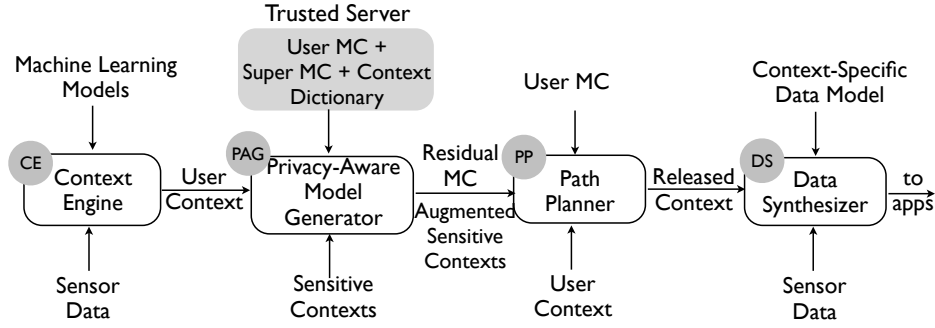 Trusted Server
User MC +
Super MC + Context
Dictionary
Machine Learning
Models
User MC
Context-Specific
Data Model
CE
Context
Engine
User
Context
PAG
Privacy-Aware
Model
Generator
Residual
MC
Augmented
Sensitive
Contexts
PP
Path
Planner
Released
Context
DS
Data
Synthesizer
to
apps
Sensor
Data
Sensitive
Contexts
User
Context
Sensor
Data